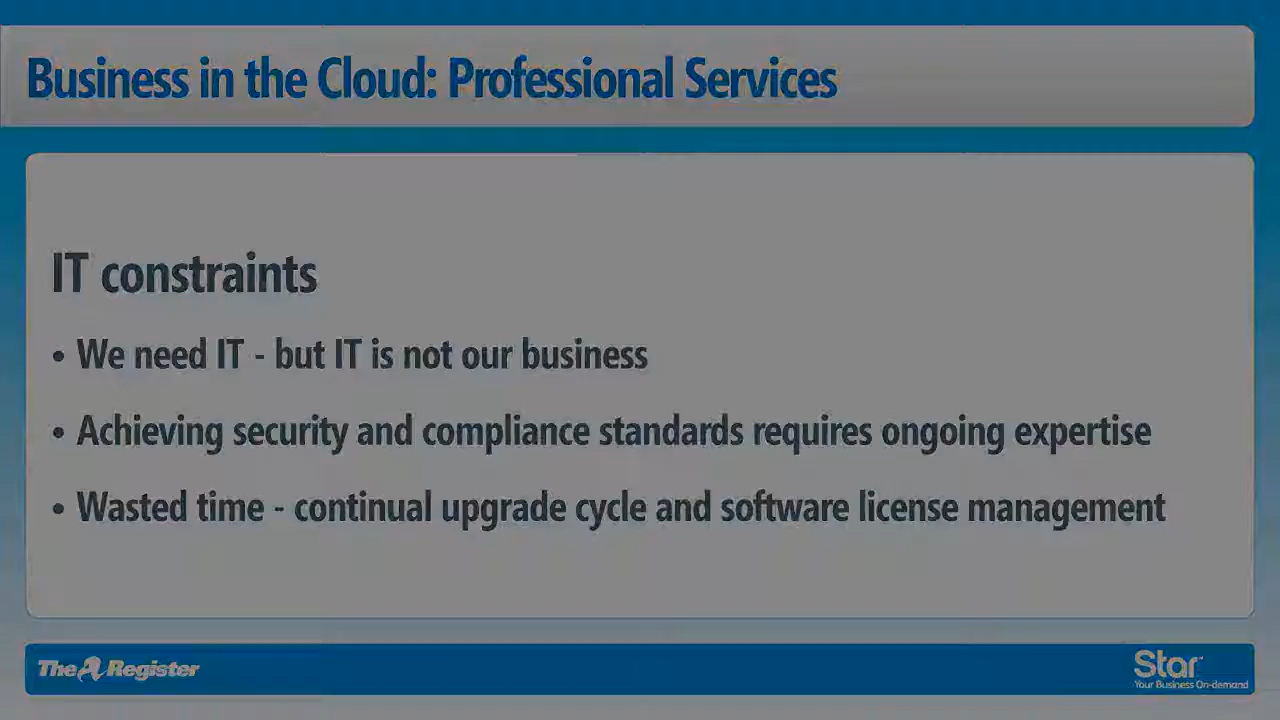 Business in the Cloud: Professional Services
IT constraints
• We need IT - but IT is not our business
• Achieving security and compliance standards requires ongoing expertise
• Wasted time - continual upgrade cycle and software license management
The Register
Star™
Your Business On-demand